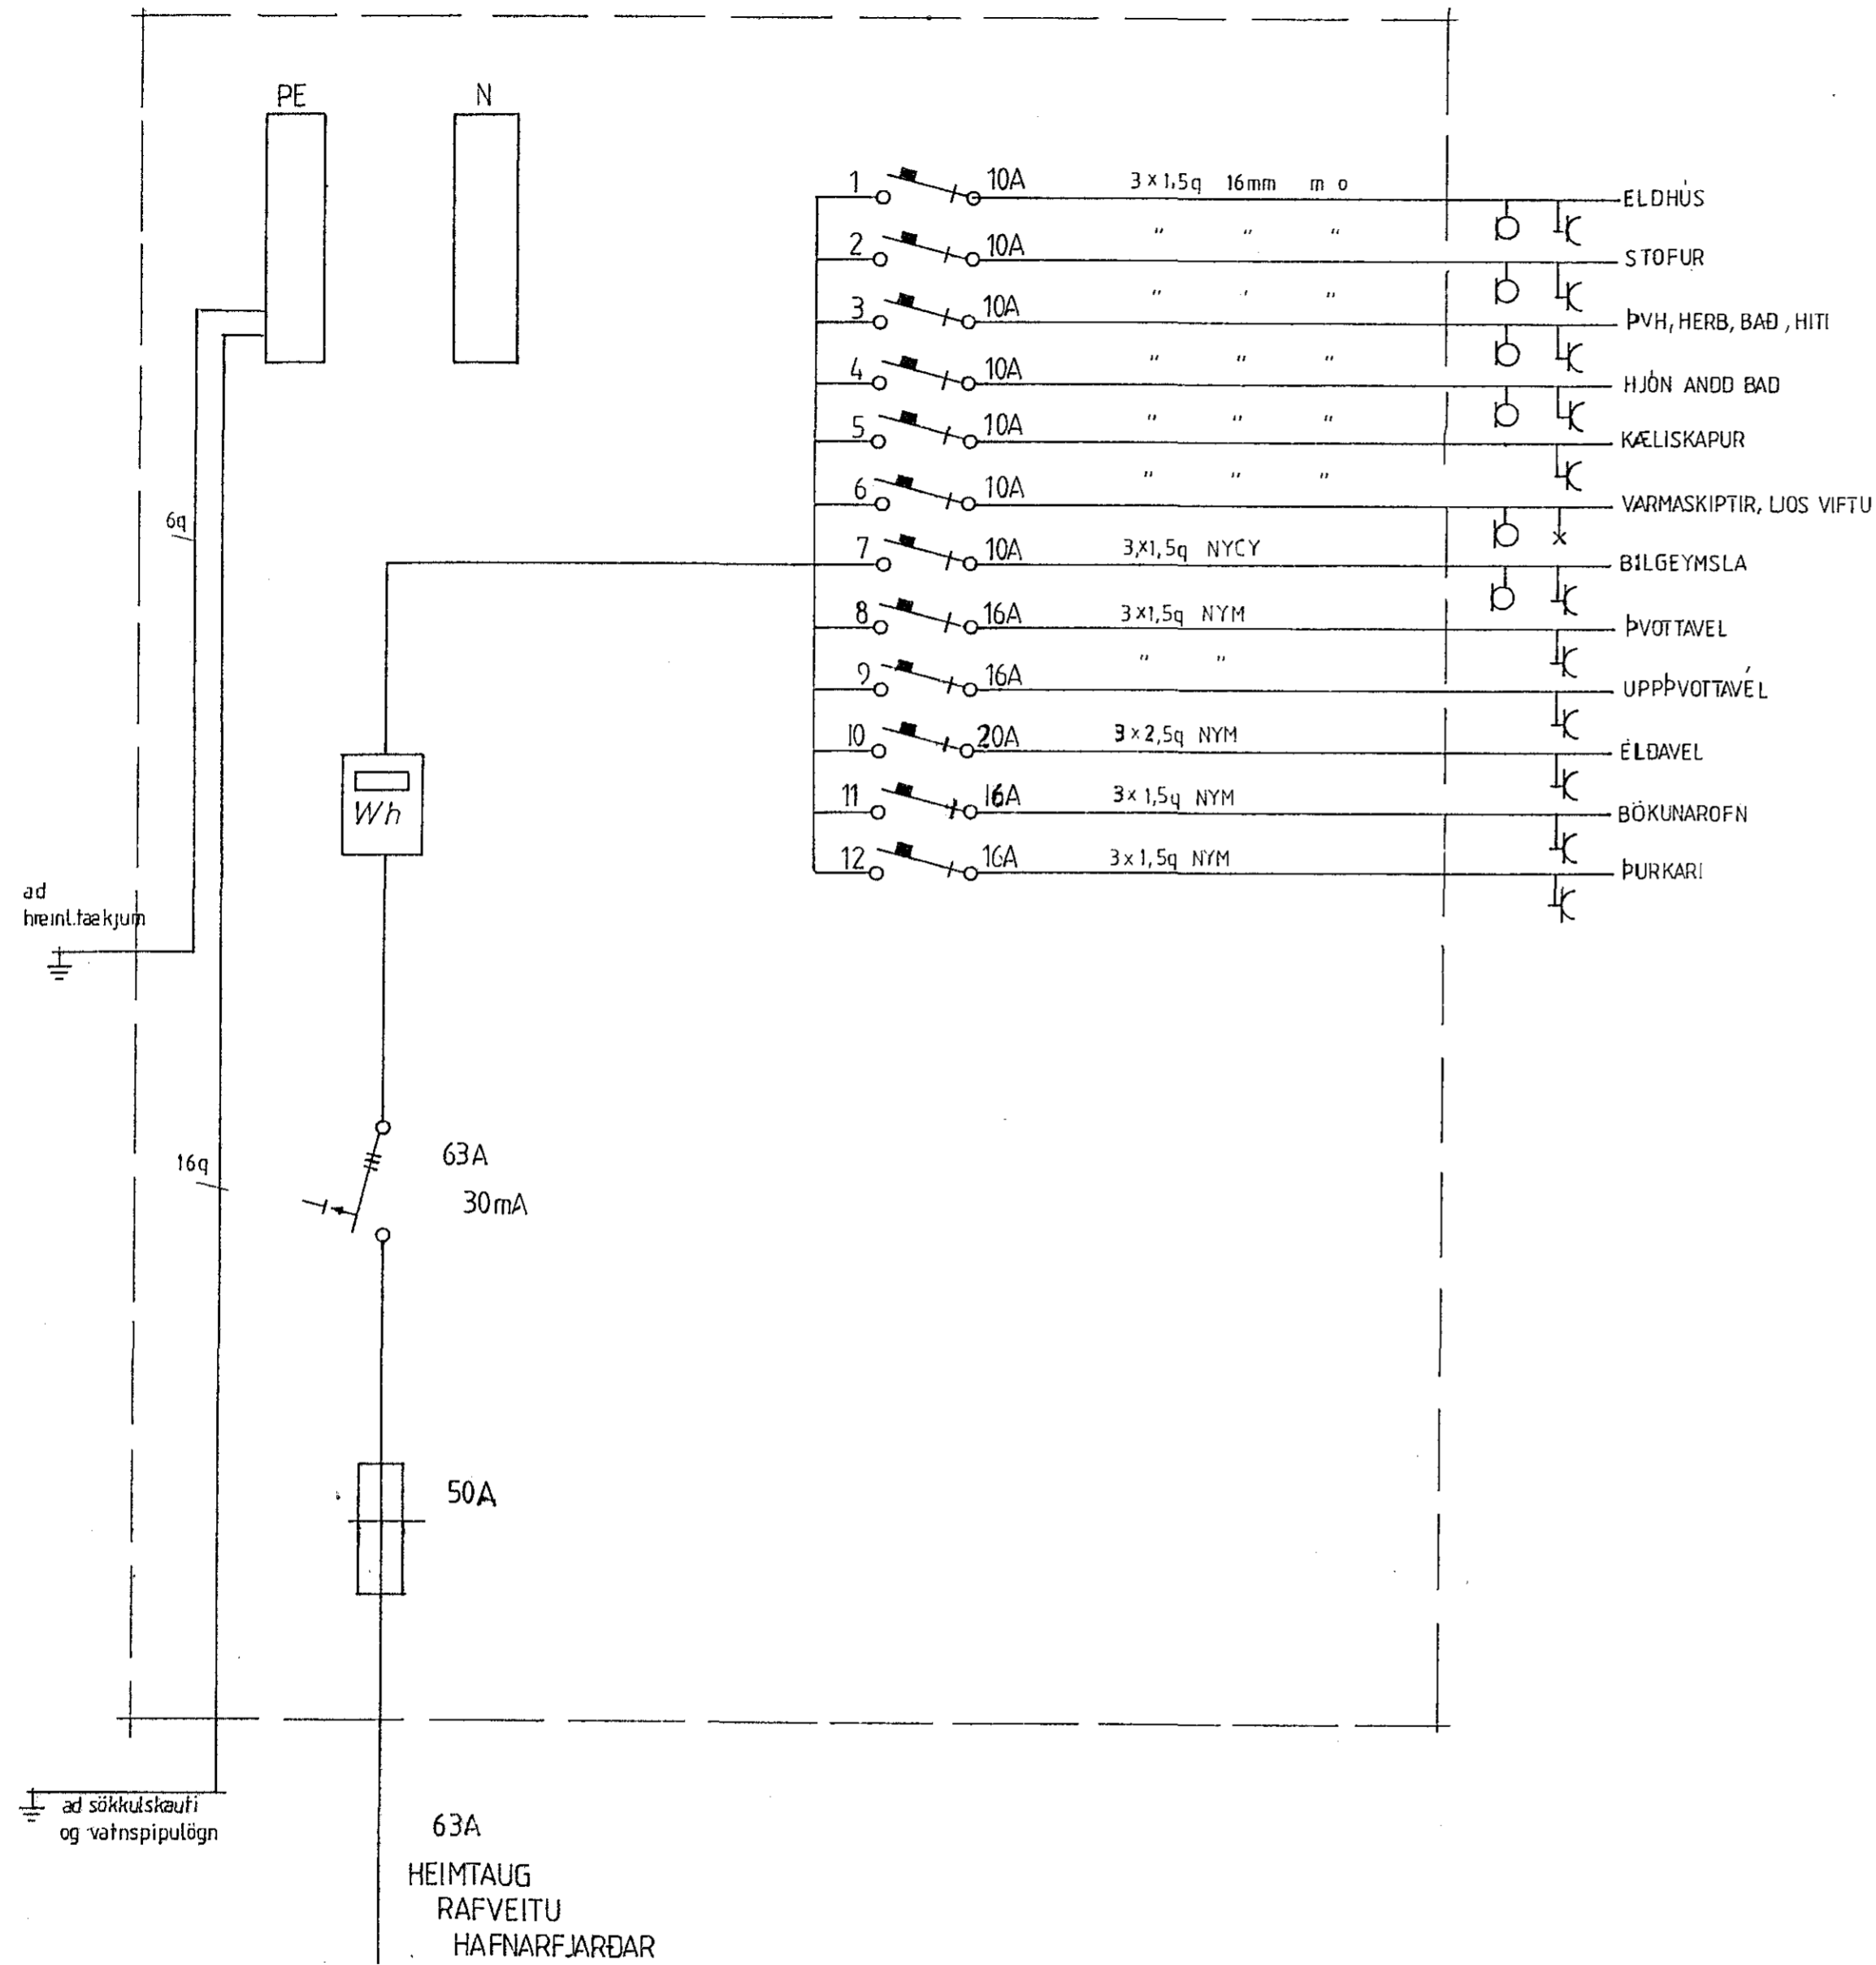 PE N
1 10A 3×1,5q 16mm m o ELDHÚS
2 10A " " " STOFUR
3 10A " ' " ÞVH, HERB, BAÐ, HITI
4 10A " " " HJÓN ANDD BAD
5 10A " " " KÆLISKAPUR
6 10A " " " VARMASKIPTIR, LJOS VIFTU
7 10A 3,×1,5q NYCY BILGEYMSLA
8 16A 3×1,5q NYM ÞVOTTAVEL
9 16A " " UPPÞVOTTAVÉL
10 20A 3×2,5q NYM ELDAVEL
11 16A 3×1,5q NYM BÖKUNAROFN
12 16A 3×1,5q NYM ÞURKARI
6q
Wh
ad
hreinl.taekjum
16q
63A
30mA
50A
ad sökkulskauti
og vatnspipulögn
63A
HEIMTAUG
RAFVEITU
HAFNARFJARÐAR